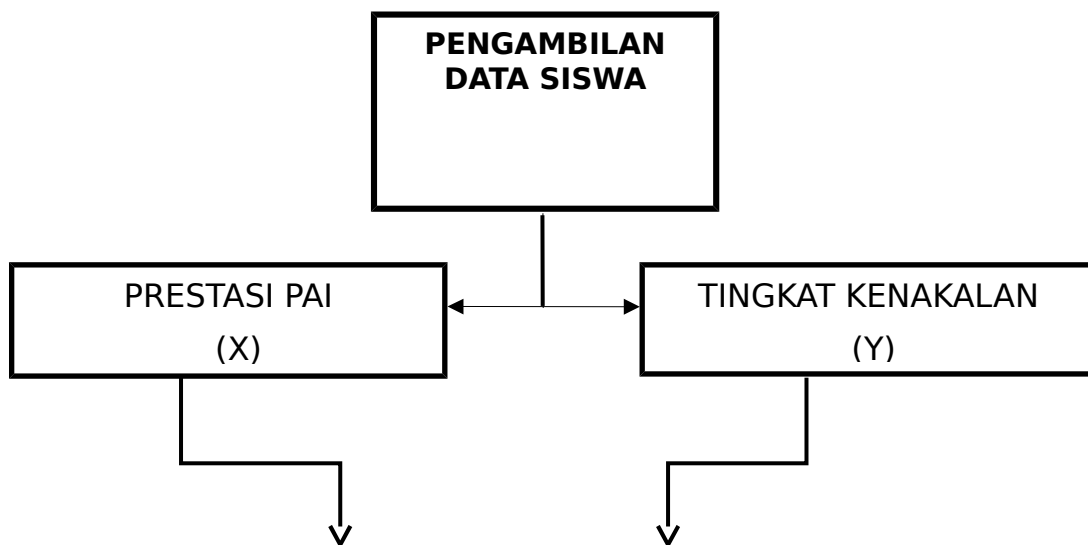 PENGAMBILAN
DATA SISWA
PRESTASI PAI
(X)
TINGKAT KENAKALAN
(Y)